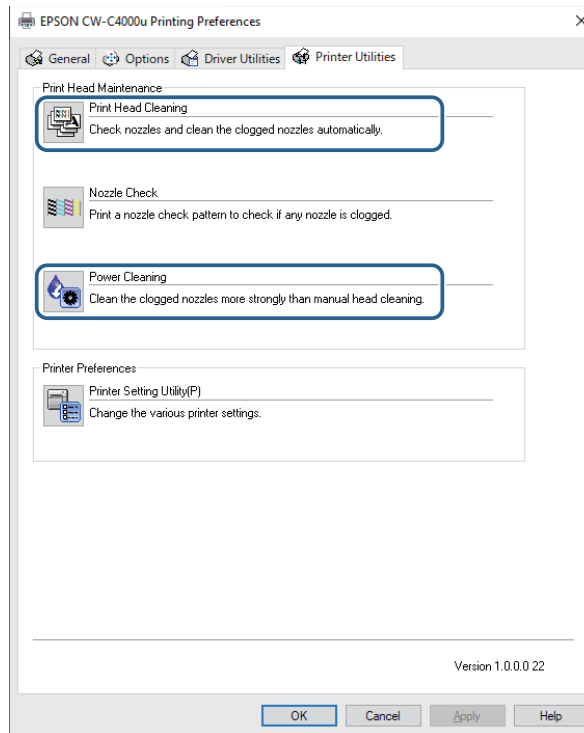 EPSON CW-C4000u Printing Preferences
General Options Driver Utilities Printer Utilities
Print Head Maintenance
Print Head Cleaning
Check nozzles and clean the clogged nozzles automatically.
Nozzle Check
Print a nozzle check pattern to check if any nozzle is clogged.
Power Cleaning
Clean the clogged nozzles more strongly than manual head cleaning.
Printer Preferences
Printer Setting Utility(P)
Change the various printer settings.
Version 1.0.0.0 22
OK Cancel Apply Help